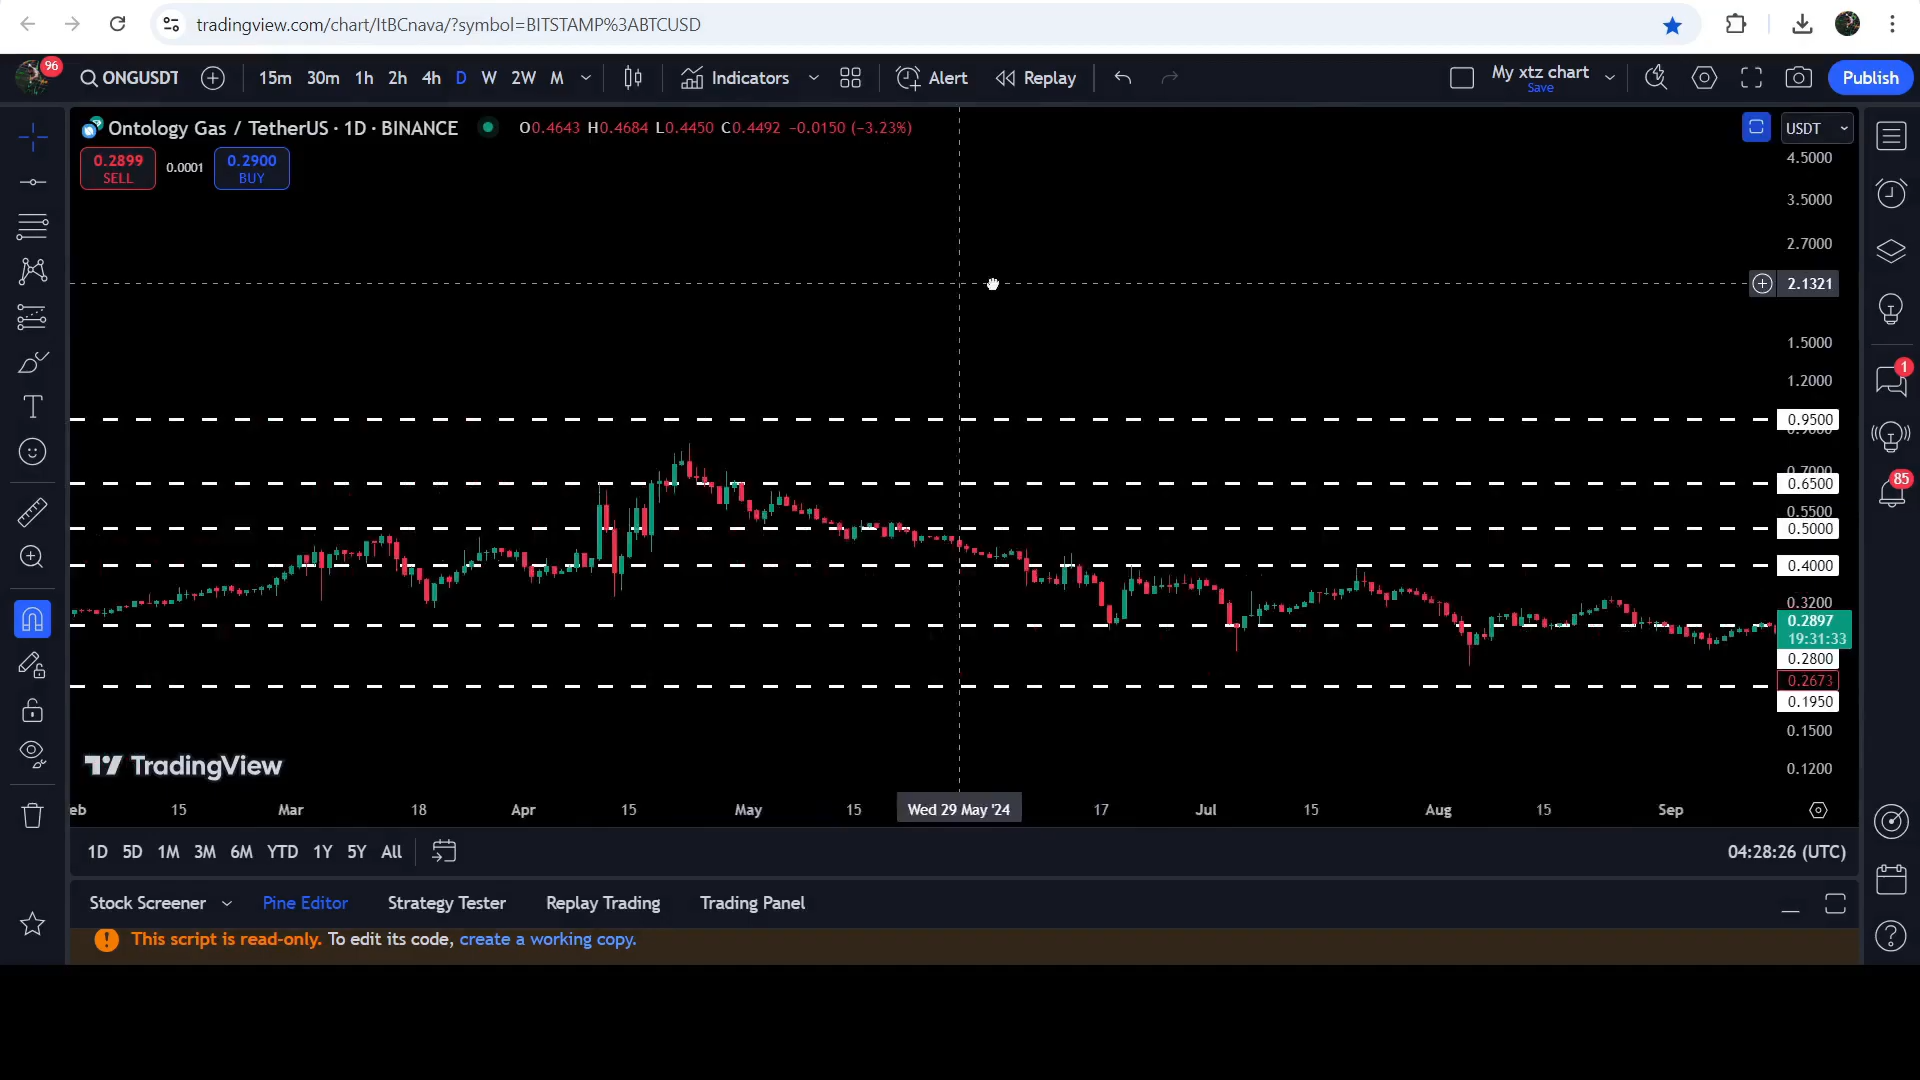 tradingview.com/chart/ItBCnava/?symbol=BITSTAMP%3ABTCUSD
96
ONGUSDT
15m 30m 1h 2h 4h D W 2W M
Indicators
Alert
Replay
My xtz chart
Save
Publish
Ontology Gas / TetherUS · 1D · BINANCE
O0.4643 H0.4684 L0.4450 C0.4492 −0.0150 (−3.23%)
USDT
0.2899
SELL
0.0001
0.2900
BUY
4.5000
3.5000
2.7000
2.1321
1.5000
1.2000
0.9500
0.7000
0.6500
0.5500
0.5000
0.4000
0.3200
0.2897
19:31:33
0.2800
0.2673
0.1950
0.1500
0.1200
1
85
TradingView
eb 15 Mar 18 Apr 15 May 15 Wed 29 May '24 17 Jul 15 Aug 15 Sep
1D 5D 1M 3M 6M YTD 1Y 5Y All
04:28:26 (UTC)
Stock Screener Pine Editor Strategy Tester Replay Trading Trading Panel
This script is read-only. To edit its code, create a working copy.